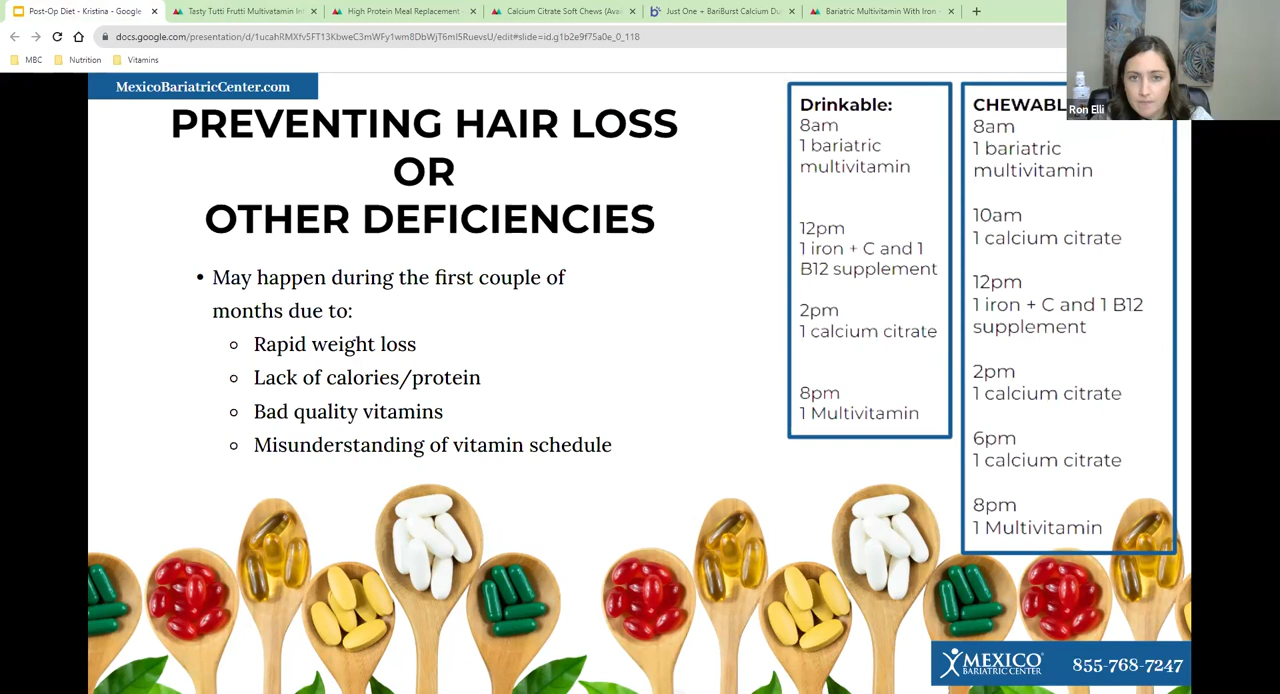 Post-Op Diet - Kristina - Google
Tasty Tutti Frutti Multivatamin In
High Protein Meal Replacement
Calcium Citrate Soft Chews (Avai
Just One + BariBurst Calcium Du
Bariatric Multivitamin With Iron -
docs.google.com/presentation/d/1ucahRMXfv5FT13KbweC3mWFy1wm8DbWjT6mI5RuevsU/edit#slide=id.g1b2e9f75a0e_0_118
MBC
Nutrition
Vitamins
Ron Elli
MexicoBariatricCenter.com
PREVENTING HAIR LOSS
OR
OTHER DEFICIENCIES
• May happen during the first couple of
months due to:
○ Rapid weight loss
○ Lack of calories/protein
○ Bad quality vitamins
○ Misunderstanding of vitamin schedule
Drinkable:
8am
1 bariatric
multivitamin
12pm
1 iron + C and 1
B12 supplement
2pm
1 calcium citrate
8pm
1 Multivitamin
CHEWABL
8am
1 bariatric
multivitamin
10am
1 calcium citrate
12pm
1 iron + C and 1 B12
supplement
2pm
1 calcium citrate
6pm
1 calcium citrate
8pm
1 Multivitamin
MEXICO
BARIATRIC CENTER
855-768-7247